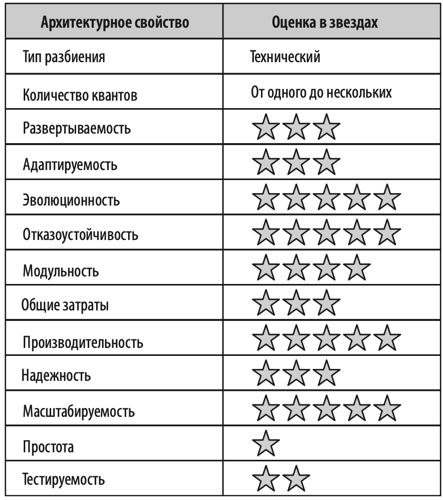 Архитектурное свойство Оценка в звездах
Тип разбиения Технический
Количество квантов От одного до нескольких
Развертываемость
Адаптируемость
Эволюционность
Отказоустойчивость
Модульность
Общие затраты
Производительность
Надежность
Масштабируемость
Простота
Тестируемость